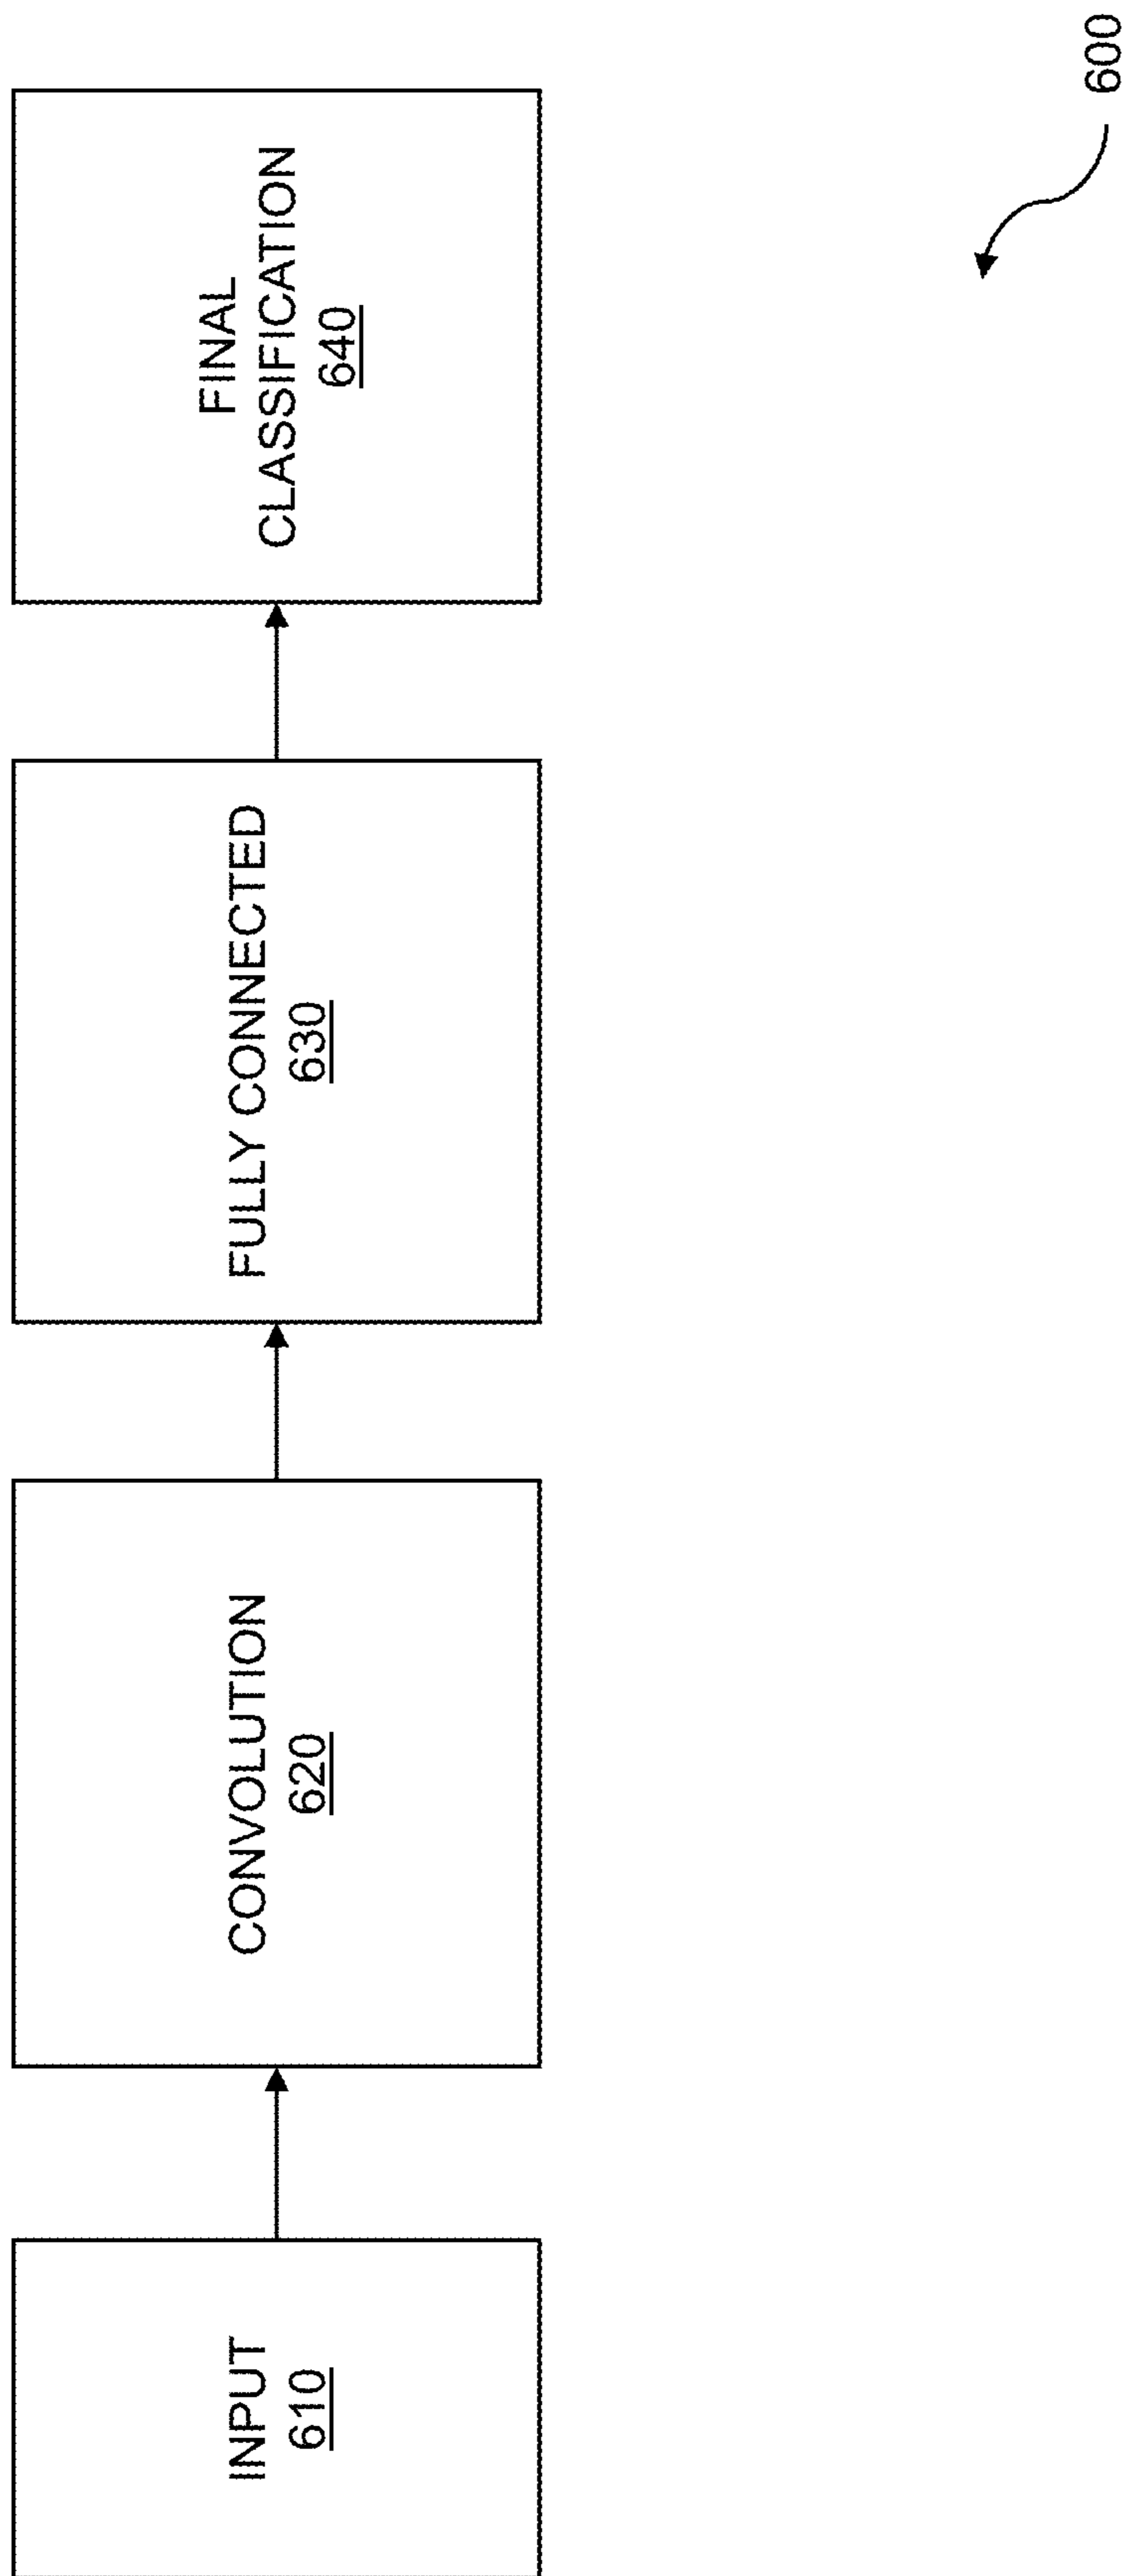 INPUT
610
CONVOLUTION
620
FULLY CONNECTED
630
FINAL
CLASSIFICATION
640
600